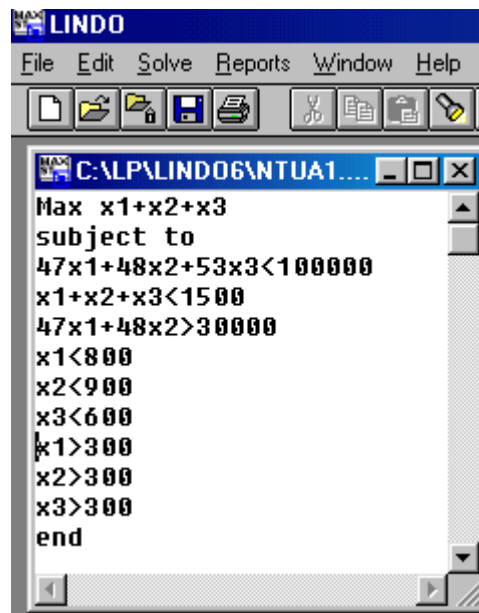 LINDO
File Edit Solve Reports Window Help
C:\LP\LINDO6\NTUA1....
Max x1+x2+x3
subject to
47x1+48x2+53x3<100000
x1+x2+x3<1500
47x1+48x2>30000
x1<800
x2<900
x3<600
x1>300
x2>300
x3>300
end